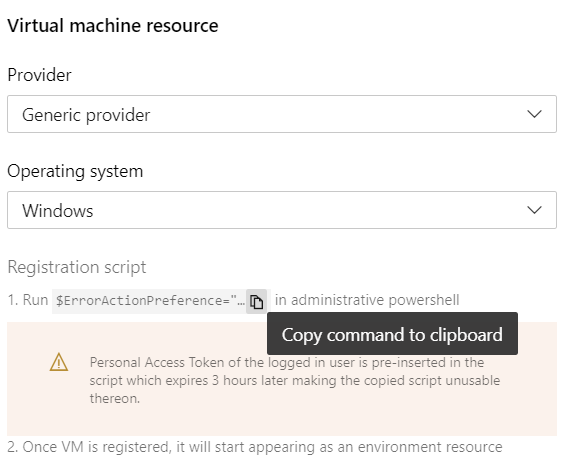 Virtual machine resource
Provider
Generic provider
Operating system
Windows
Registration script
1. Run $ErrorActionPreference="… in administrative powershell
Copy command to clipboard
Personal Access Token of the logged in user is pre-inserted in the
script which expires 3 hours later making the copied script unusable
thereon.
2. Once VM is registered, it will start appearing as an environment resource